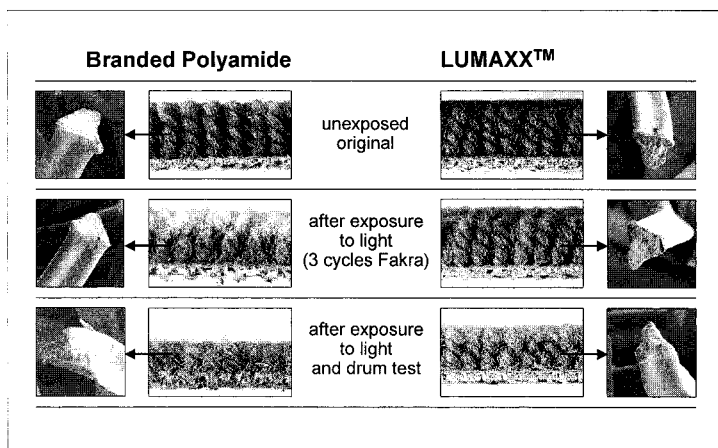 Branded Polyamide
LUMAXX™
unexposed
original
after exposure
to light
(3 cycles Fakra)
after exposure
to light
and drum test